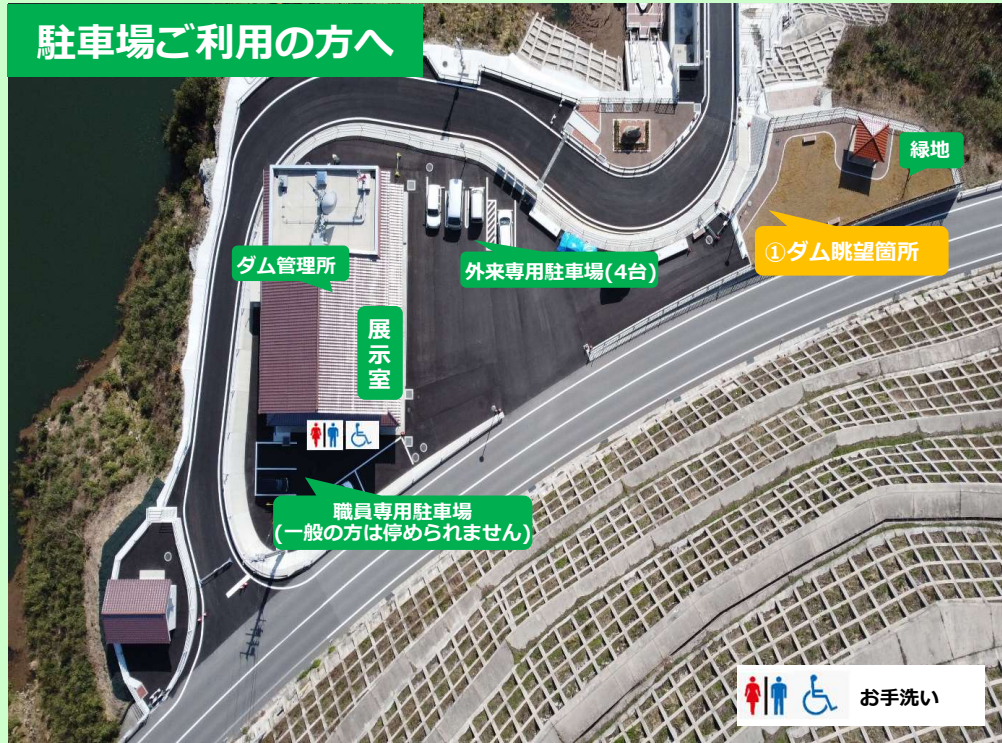 駐車場ご利用の方へ
緑地
①ダム眺望箇所
ダム管理所
外来専用駐車場(4台)
展示室
職員専用駐車場
(一般の方は停められません)
お手洗い